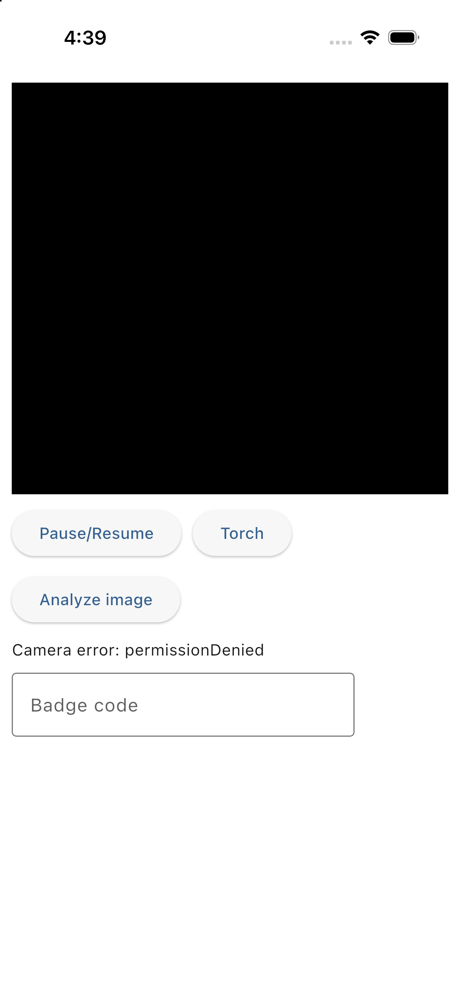 4:39
Pause/Resume Torch
Analyze image
Camera error: permissionDenied
Badge code